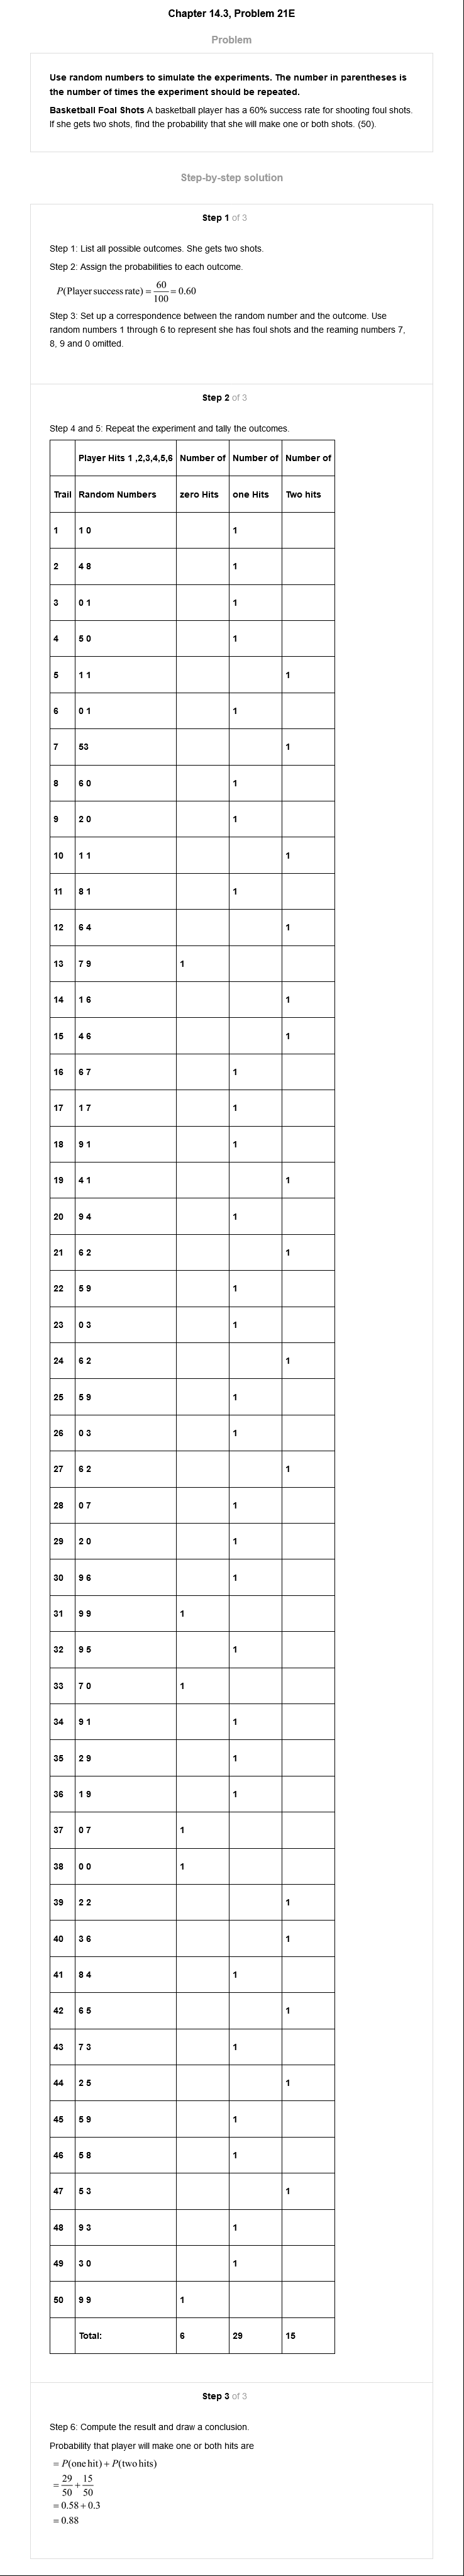 Chapter 14.3, Problem 21E
Problem
Use random numbers to simulate the experiments. The number in parentheses is
the number of times the experiment should be repeated.
Basketball Foal Shots A basketball player has a 60% success rate for shooting foul shots.
If she gets two shots, find the probability that she will make one or both shots. (50).
Step-by-step solution
Step 1 of 3
Step 1: List all possible outcomes. She gets two shots.
Step 2: Assign the probabilities to each outcome.
P(Player success rate) = 60/100 = 0.60
Step 3: Set up a correspondence between the random number and the outcome. Use
random numbers 1 through 6 to represent she has foul shots and the reaming numbers 7,
8, 9 and 0 omitted.
Step 2 of 3
Step 4 and 5: Repeat the experiment and tally the outcomes.
Player Hits 1 ,2,3,4,5,6 Number of Number of Number of
Trail Random Numbers zero Hits one Hits Two hits
1 1 0 1
2 4 8 1
3 0 1 1
4 5 0 1
5 1 1 1
6 0 1 1
7 53 1
8 6 0 1
9 2 0 1
10 1 1 1
11 8 1 1
12 6 4 1
13 7 9 1
14 1 6 1
15 4 6 1
16 6 7 1
17 1 7 1
18 9 1 1
19 4 1 1
20 9 4 1
21 6 2 1
22 5 9 1
23 0 3 1
24 6 2 1
25 5 9 1
26 0 3 1
27 6 2 1
28 0 7 1
29 2 0 1
30 9 6 1
31 9 9 1
32 9 5 1
33 7 0 1
34 9 1 1
35 2 9 1
36 1 9 1
37 0 7 1
38 0 0 1
39 2 2 1
40 3 6 1
41 8 4 1
42 6 5 1
43 7 3 1
44 2 5 1
45 5 9 1
46 5 8 1
47 5 3 1
48 9 3 1
49 3 0 1
50 9 9 1
Total: 6 29 15
Step 3 of 3
Step 6: Compute the result and draw a conclusion.
Probability that player will make one or both hits are
= P(one hit) + P(two hits)
= 29/50 + 15/50
= 0.58 + 0.3
= 0.88